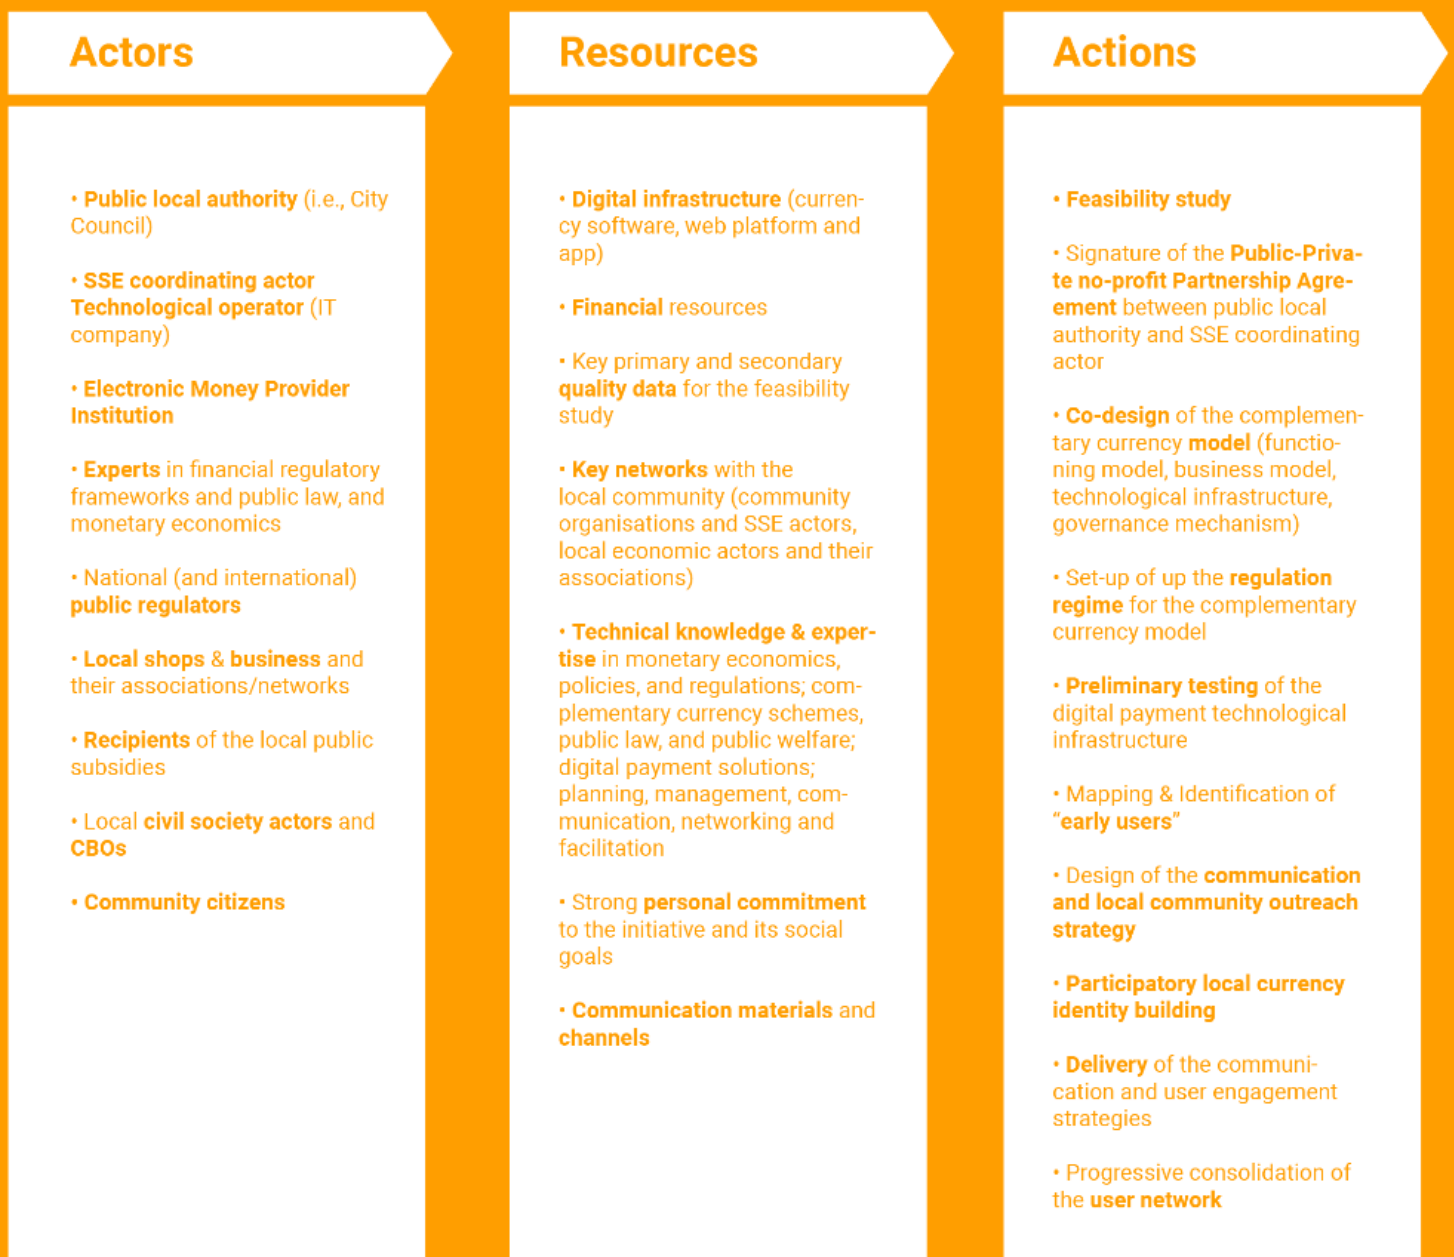 Actors
• Public local authority (i.e., City
Council)
• SSE coordinating actor
Technological operator (IT
company)
• Electronic Money Provider
Institution
• Experts in financial regulatory
frameworks and public law, and
monetary economics
• National (and international)
public regulators
• Local shops & business and
their associations/networks
• Recipients of the local public
subsidies
• Local civil society actors and
CBOs
• Community citizens
Resources
• Digital infrastructure (curren-
cy software, web platform and
app)
• Financial resources
• Key primary and secondary
quality data for the feasibility
study
• Key networks with the
local community (community
organisations and SSE actors,
local economic actors and their
associations)
• Technical knowledge & exper-
tise in monetary economics,
policies, and regulations; com-
plementary currency schemes,
public law, and public welfare;
digital payment solutions;
planning, management, com-
munication, networking and
facilitation
• Strong personal commitment
to the initiative and its social
goals
• Communication materials and
channels
Actions
• Feasibility study
• Signature of the Public-Priva-
te no-profit Partnership Agre-
ement between public local
authority and SSE coordinating
actor
• Co-design of the complemen-
tary currency model (functio-
ning model, business model,
technological infrastructure,
governance mechanism)
• Set-up of up the regulation
regime for the complementary
currency model
• Preliminary testing of the
digital payment technological
infrastructure
• Mapping & Identification of
“early users”
• Design of the communication
and local community outreach
strategy
• Participatory local currency
identity building
• Delivery of the communi-
cation and user engagement
strategies
• Progressive consolidation of
the user network